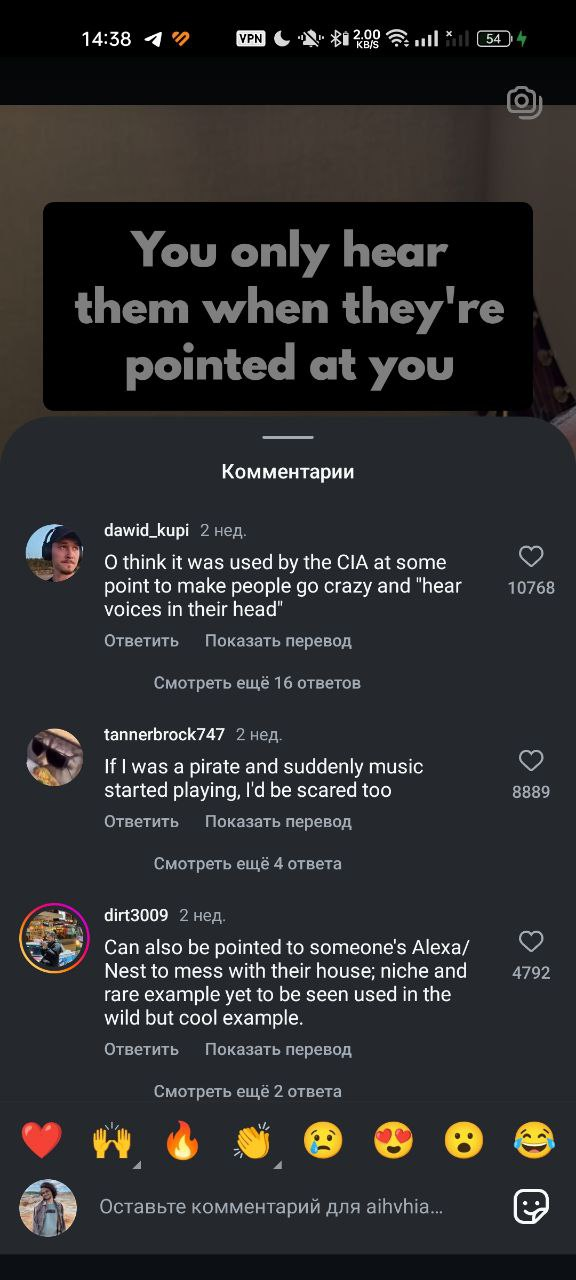 14:38 VPN 2.00 KB/S 54
You only hear
them when they're
pointed at you
Комментарии
dawid_kupi 2 нед.
O think it was used by the CIA at some
point to make people go crazy and "hear
voices in their head"
10768
Ответить Показать перевод
Смотреть ещё 16 ответов
tannerbrock747 2 нед.
If I was a pirate and suddenly music
started playing, I'd be scared too
8889
Ответить Показать перевод
Смотреть ещё 4 ответа
dirt3009 2 нед.
Can also be pointed to someone's Alexa/
Nest to mess with their house; niche and
rare example yet to be seen used in the
wild but cool example.
4792
Ответить Показать перевод
Смотреть ещё 2 ответа
Оставьте комментарий для aihvhia...